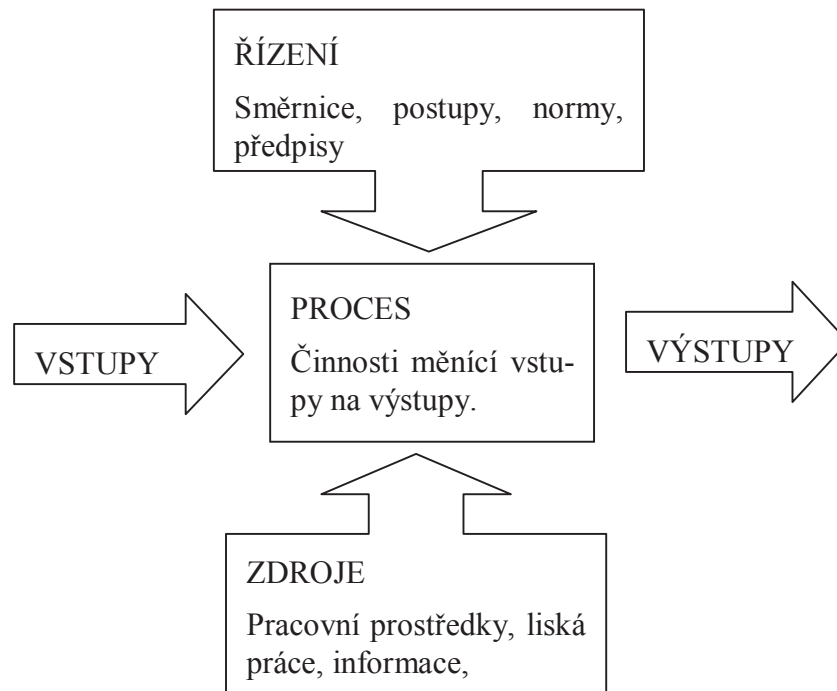 ŘÍZENÍ
Směrnice, postupy, normy,
předpisy
VSTUPY
PROCES
Činnosti měnící vstu-
py na výstupy.
VÝSTUPY
ZDROJE
Pracovní prostředky, liská
práce, informace,